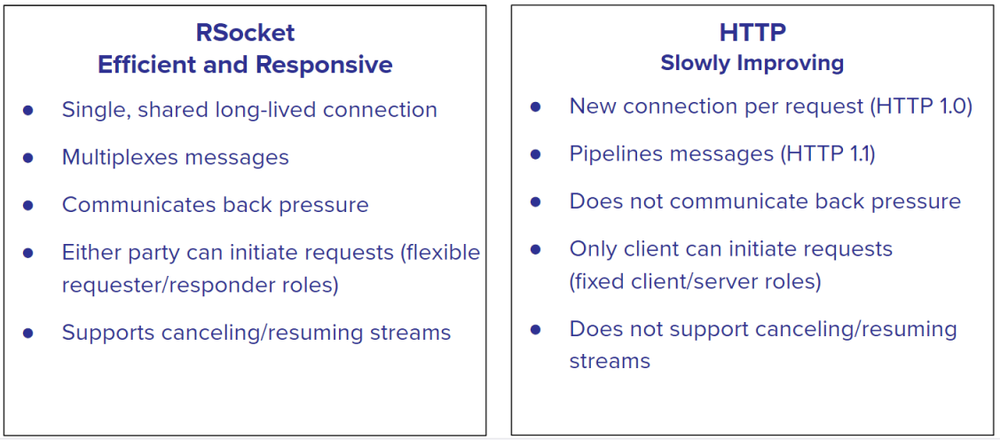 RSocket
Efficient and Responsive
● Single, shared long-lived connection
● Multiplexes messages
● Communicates back pressure
● Either party can initiate requests (flexible
requester/responder roles)
● Supports canceling/resuming streams
HTTP
Slowly Improving
● New connection per request (HTTP 1.0)
● Pipelines messages (HTTP 1.1)
● Does not communicate back pressure
● Only client can initiate requests
(fixed client/server roles)
● Does not support canceling/resuming
streams